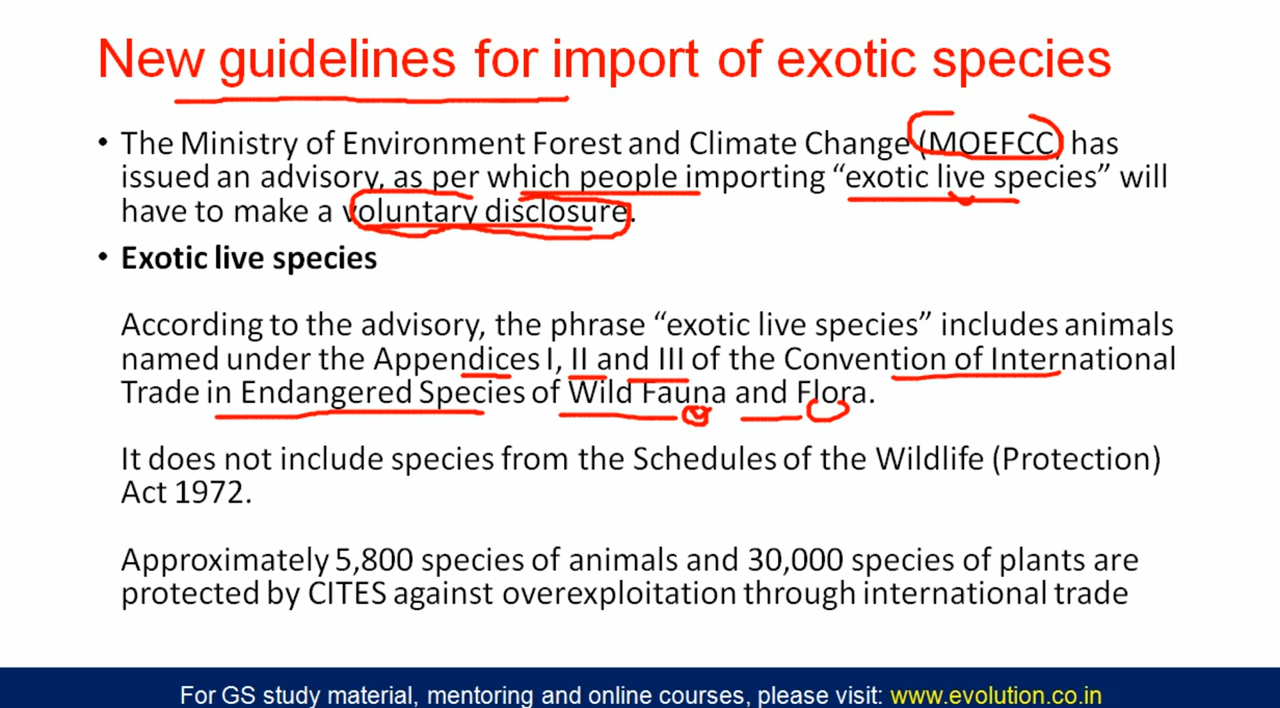 New guidelines for import of exotic species
• The Ministry of Environment Forest and Climate Change (MOEFCC) has
issued an advisory, as per which people importing “exotic live species” will
have to make a voluntary disclosure.
• Exotic live species
According to the advisory, the phrase “exotic live species” includes animals
named under the Appendices I, II and III of the Convention of International
Trade in Endangered Species of Wild Fauna and Flora.
It does not include species from the Schedules of the Wildlife (Protection)
Act 1972.
Approximately 5,800 species of animals and 30,000 species of plants are
protected by CITES against overexploitation through international trade
For GS study material, mentoring and online courses, please visit: www.evolution.co.in